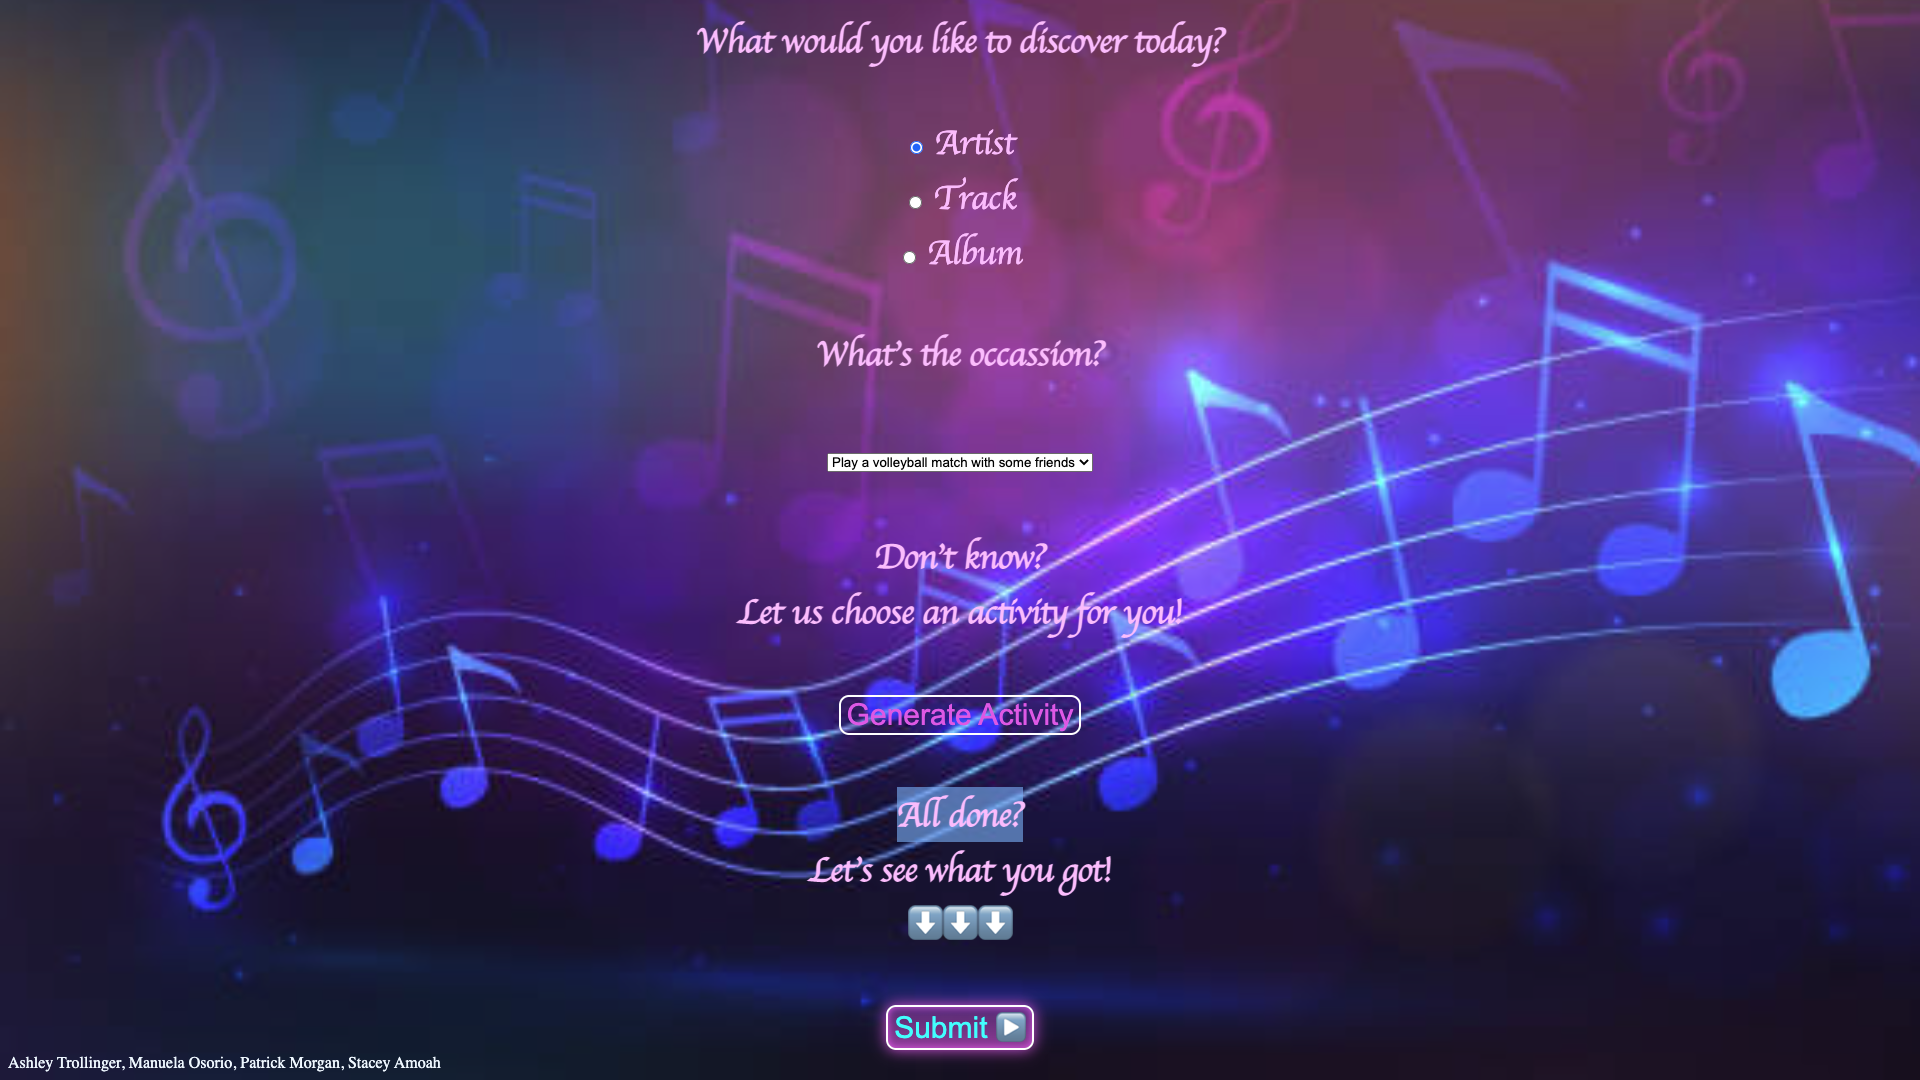 What would you like to discover today?
Artist
Track
Album
What's the occassion?
Play a volleyball match with some friends
Don't know?
Let us choose an activity for you!
Generate Activity
All done?
Let's see what you got!
⬇️⬇️⬇️
Submit ▶️
Ashley Trollinger, Manuela Osorio, Patrick Morgan, Stacey Amoah